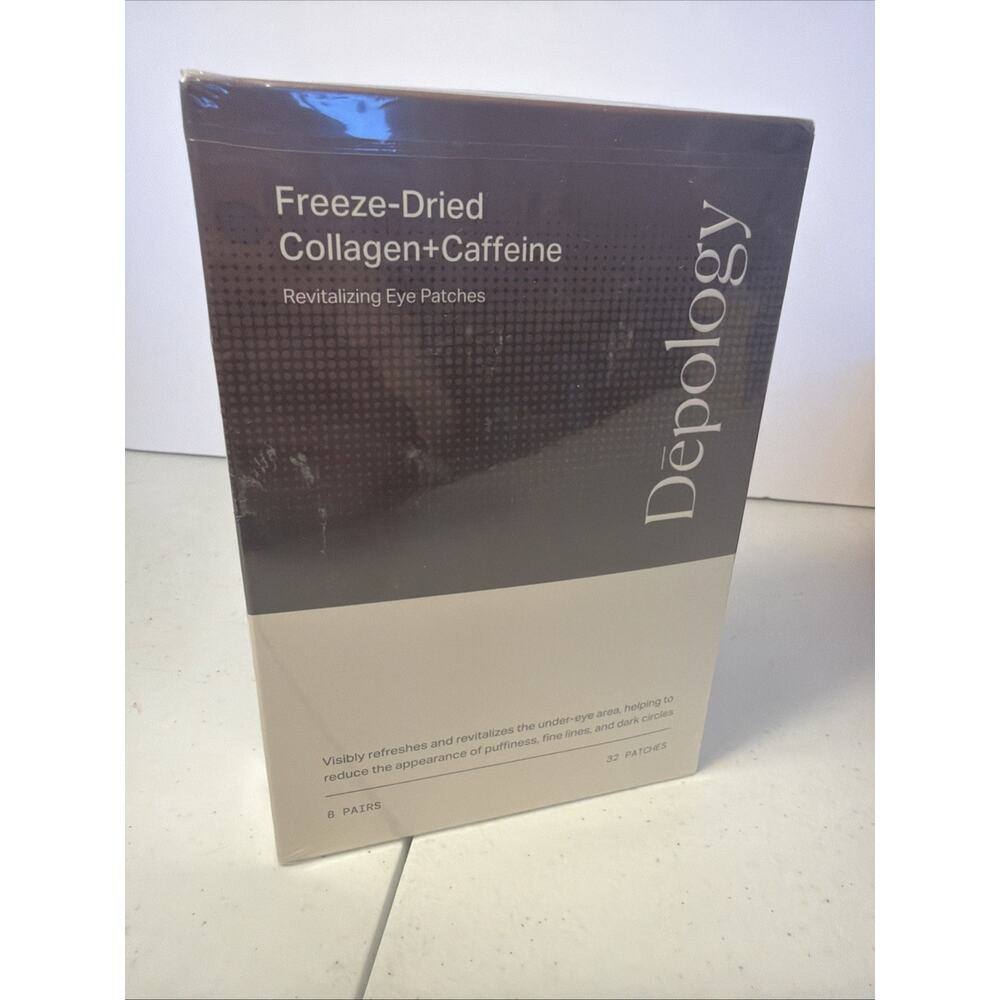 Freeze-Dried
Collagen+Caffeine
Revitalizing Eye Patches
Dēpology
Visibly refreshes and revitalizes the under-eye area, helping to
reduce the appearance of puffiness, fine lines, and dark circles
8 PAIRS
32 PATCHES